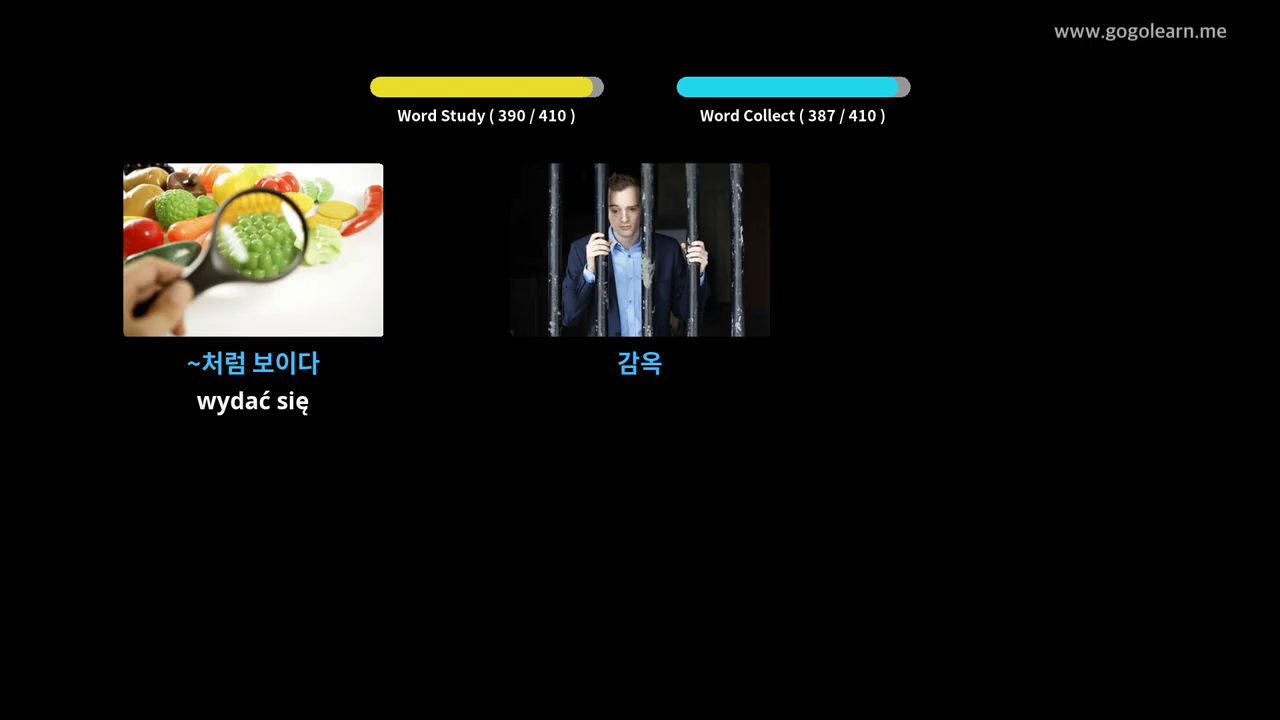 www.gogolearn.me
Word Study ( 390 / 410 )
Word Collect ( 387 / 410 )
~처럼 보이다
wydać się
감옥